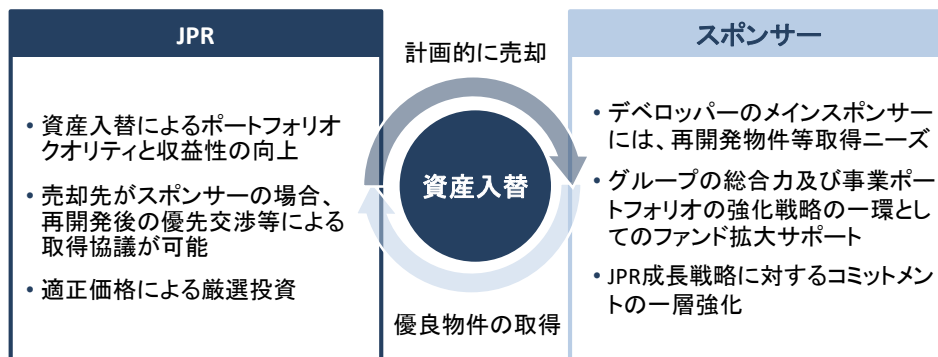 JPR
• 資産入替によるポートフォリオ
クオリティと収益性の向上
• 売却先がスポンサーの場合、
再開発後の優先交渉等による
取得協議が可能
• 適正価格による厳選投資
計画的に売却
資産入替
優良物件の取得
スポンサー
• デベロッパーのメインスポンサー
には、再開発物件等取得ニーズ
• グループの総合力及び事業ポー
トフォリオの強化戦略の一環とし
てのファンド拡大サポート
• JPR成長戦略に対するコミットメン
トの一層強化